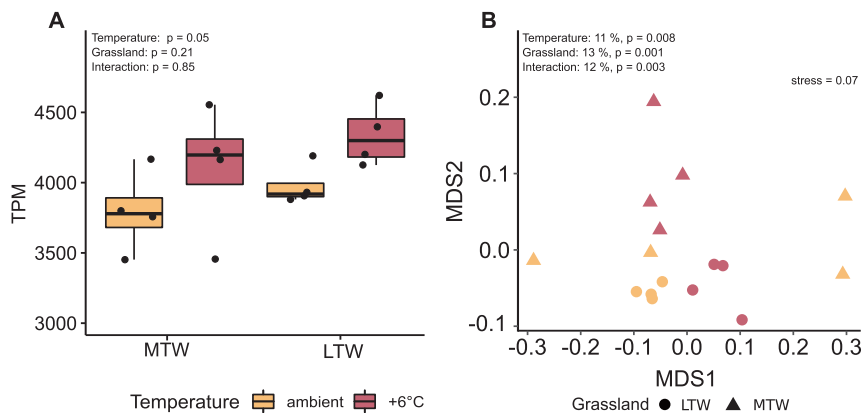 A
Temperature: p = 0.05
Grassland: p = 0.21
Interaction: p = 0.85
TPM
4500
4000
3500
3000
MTW
LTW
Temperature
ambient
+6°C
B
Temperature: 11 %, p = 0.008
Grassland: 13 %, p = 0.001
Interaction: 12 %, p = 0.003
stress = 0.07
MDS2
0.2
0.1
0.0
-0.1
-0.3
-0.2
-0.1
0.0
0.1
0.2
0.3
MDS1
Grassland
LTW
MTW